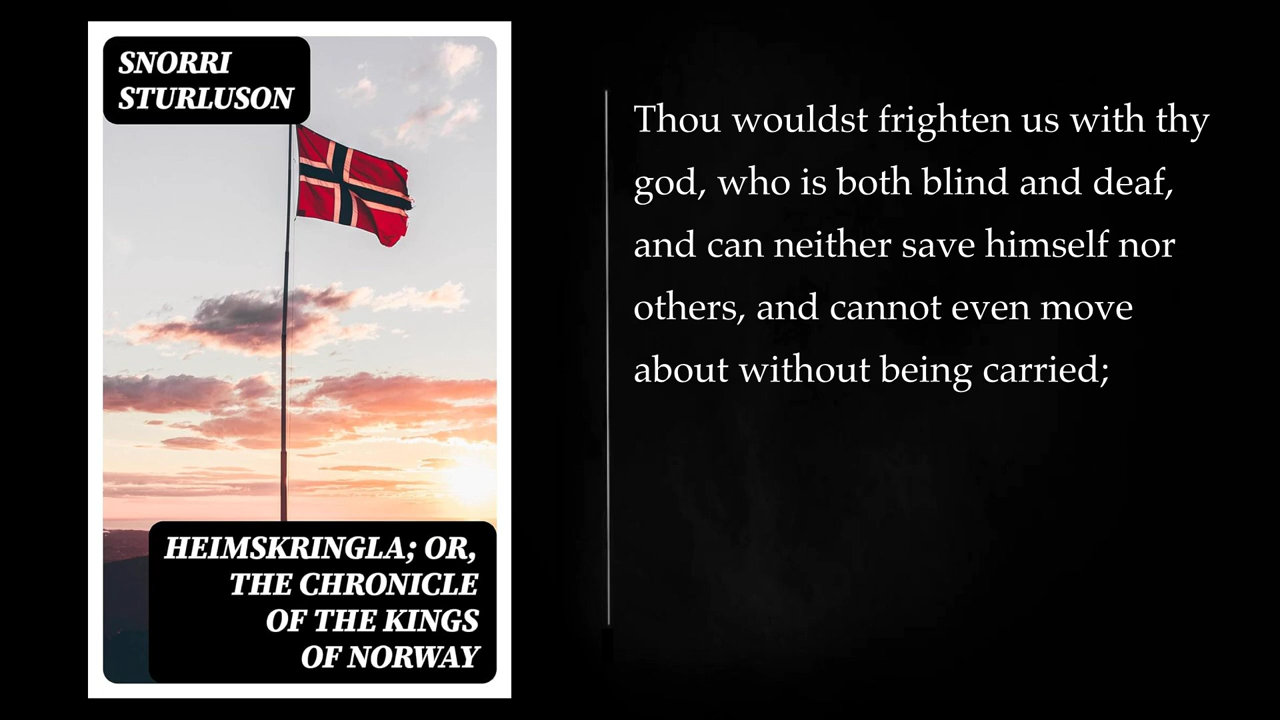 SNORRI
STURLUSON
HEIMSKRINGLA; OR,
THE CHRONICLE
OF THE KINGS
OF NORWAY
Thou wouldst frighten us with thy
god, who is both blind and deaf,
and can neither save himself nor
others, and cannot even move
about without being carried;